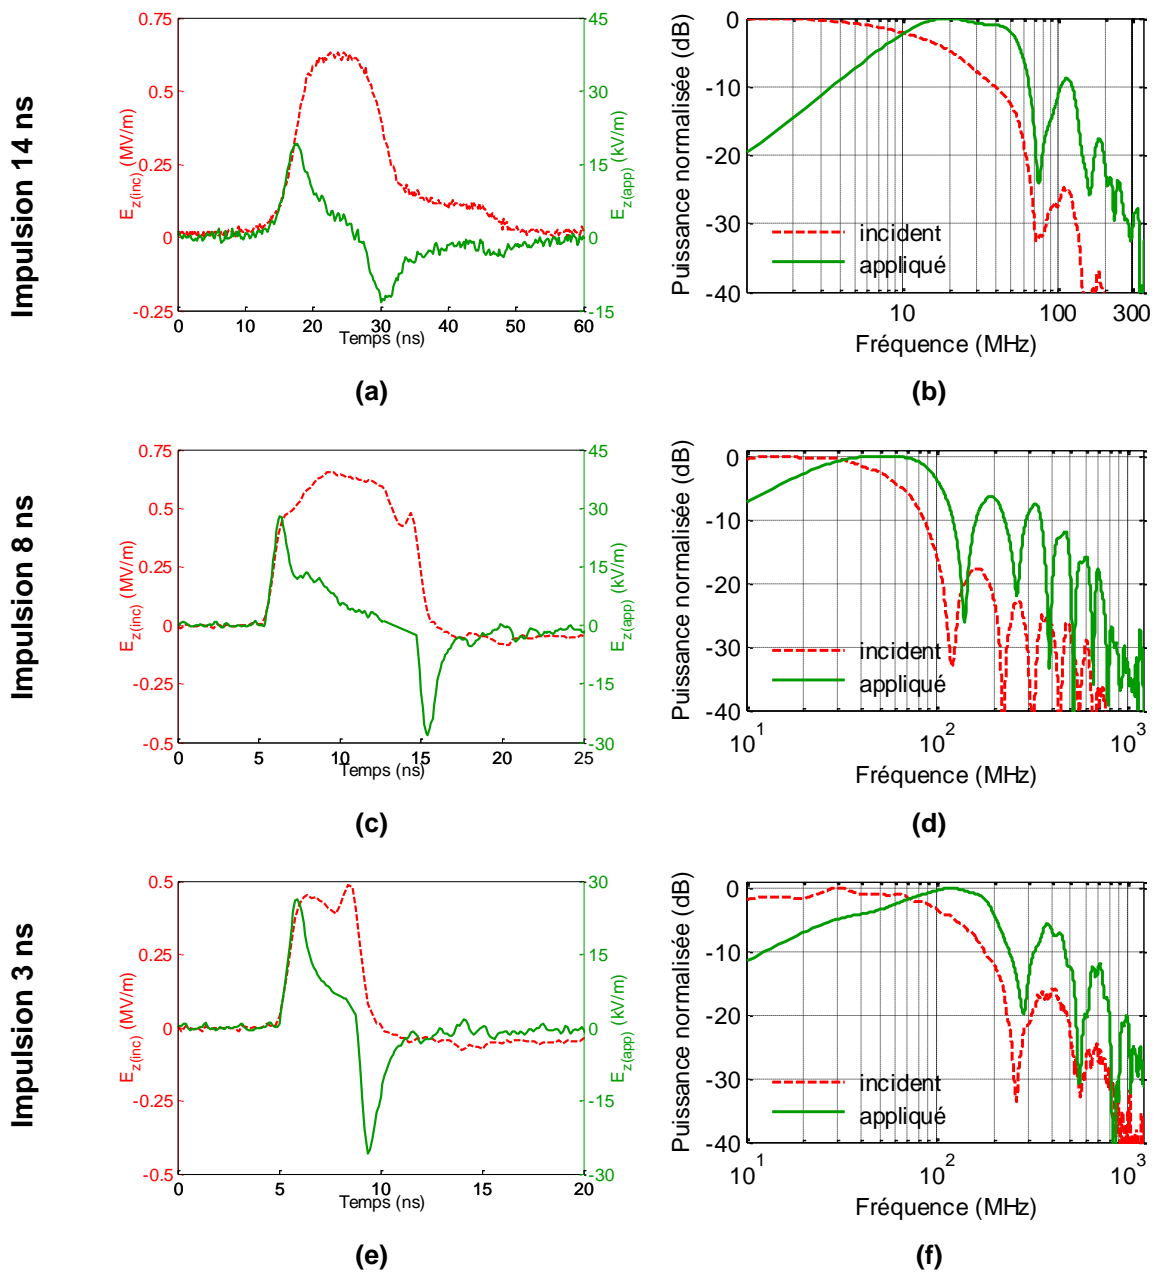 Impulsion 14 ns
E_z(inc) (MV/m)
0.75
0.5
0.25
0
-0.25
0 10 20 30 40 50 60
Temps (ns)
45
30
15
0
-15
E_z(app) (kV/m)
(a)
Puissance normalisée (dB)
0
-10
-20
-30
-40
incident
appliqué
10 100 300
Fréquence (MHz)
(b)
Impulsion 8 ns
E_z(inc) (MV/m)
0.75
0.5
0.25
0
-0.25
-0.5
0 5 10 15 20 25
Temps (ns)
45
30
15
0
-15
-30
E_z(app) (kV/m)
(c)
Puissance normalisée (dB)
0
-10
-20
-30
-40
incident
appliqué
10^1 10^2 10^3
Fréquence (MHz)
(d)
Impulsion 3 ns
E_z(inc) (MV/m)
0.5
0.25
0
-0.25
-0.5
0 5 10 15 20
Temps (ns)
30
15
0
-15
-30
E_z(app) (kV/m)
(e)
Puissance normalisée (dB)
0
-10
-20
-30
-40
incident
appliqué
10^1 10^2 10^3
Fréquence (MHz)
(f)